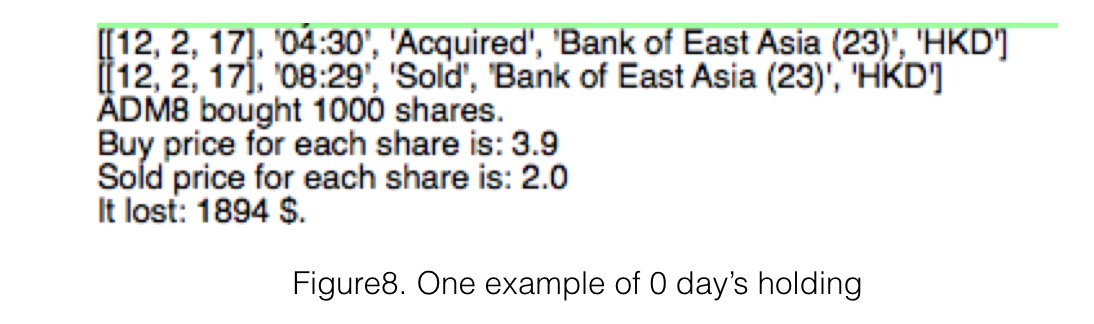 [[12, 2, 17], '04:30', 'Acquired', 'Bank of East Asia (23)', 'HKD']
[[12, 2, 17], '08:29', 'Sold', 'Bank of East Asia (23)', 'HKD']
ADM8 bought 1000 shares.
Buy price for each share is: 3.9
Sold price for each share is: 2.0
It lost: 1894 $.
Figure8. One example of 0 day's holding